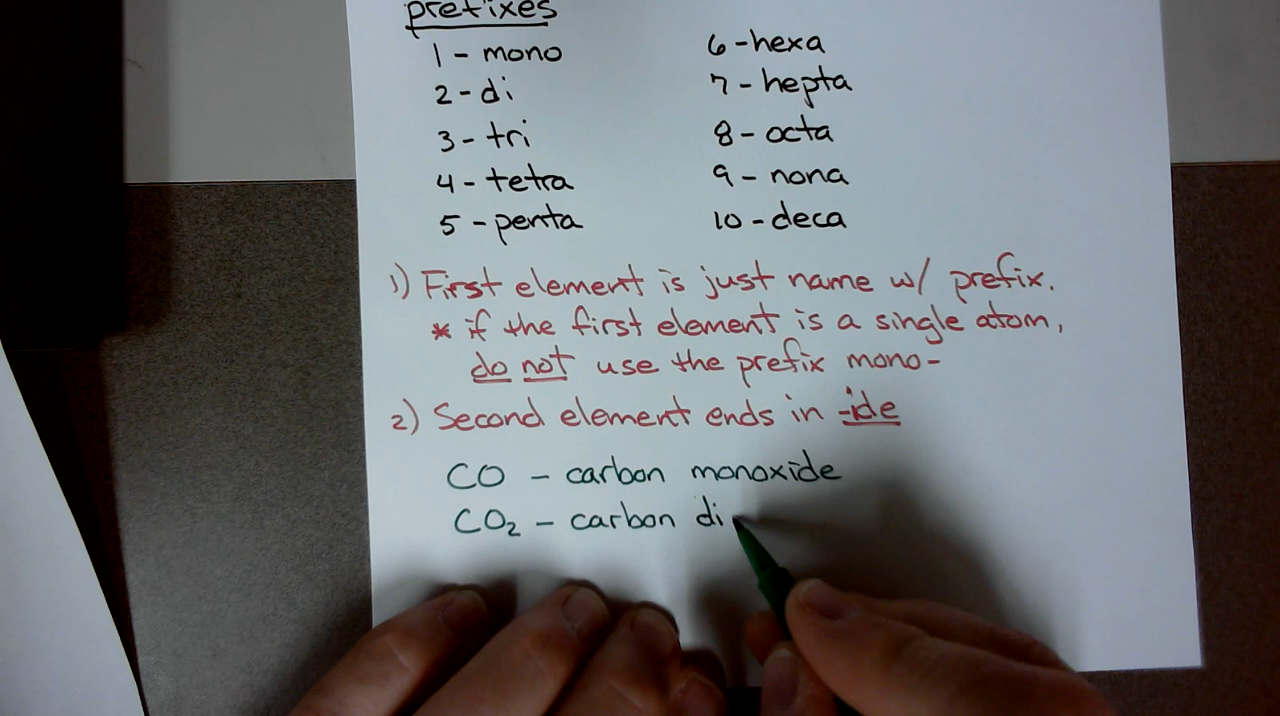 prefixes
1 - mono
2 - di
3 - tri
4 - tetra
5 - penta
6 - hexa
7 - hepta
8 - octa
9 - nona
10 - deca
1) First element is just name w/ prefix.
* if the first element is a single atom,
do not use the prefix mono-
2) Second element ends in -ide
CO - carbon monoxide
CO₂ - carbon di